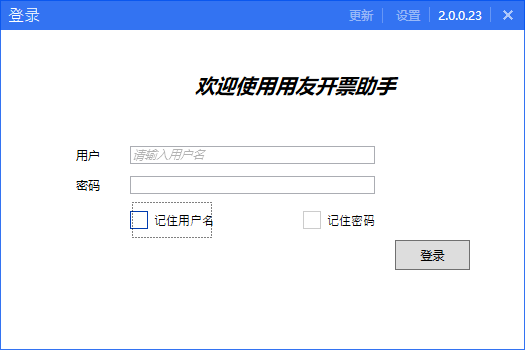 登录 更新 设置 2.0.0.23
欢迎使用用友开票助手
用户 请输入用户名
密码
记住用户名 记住密码
登录